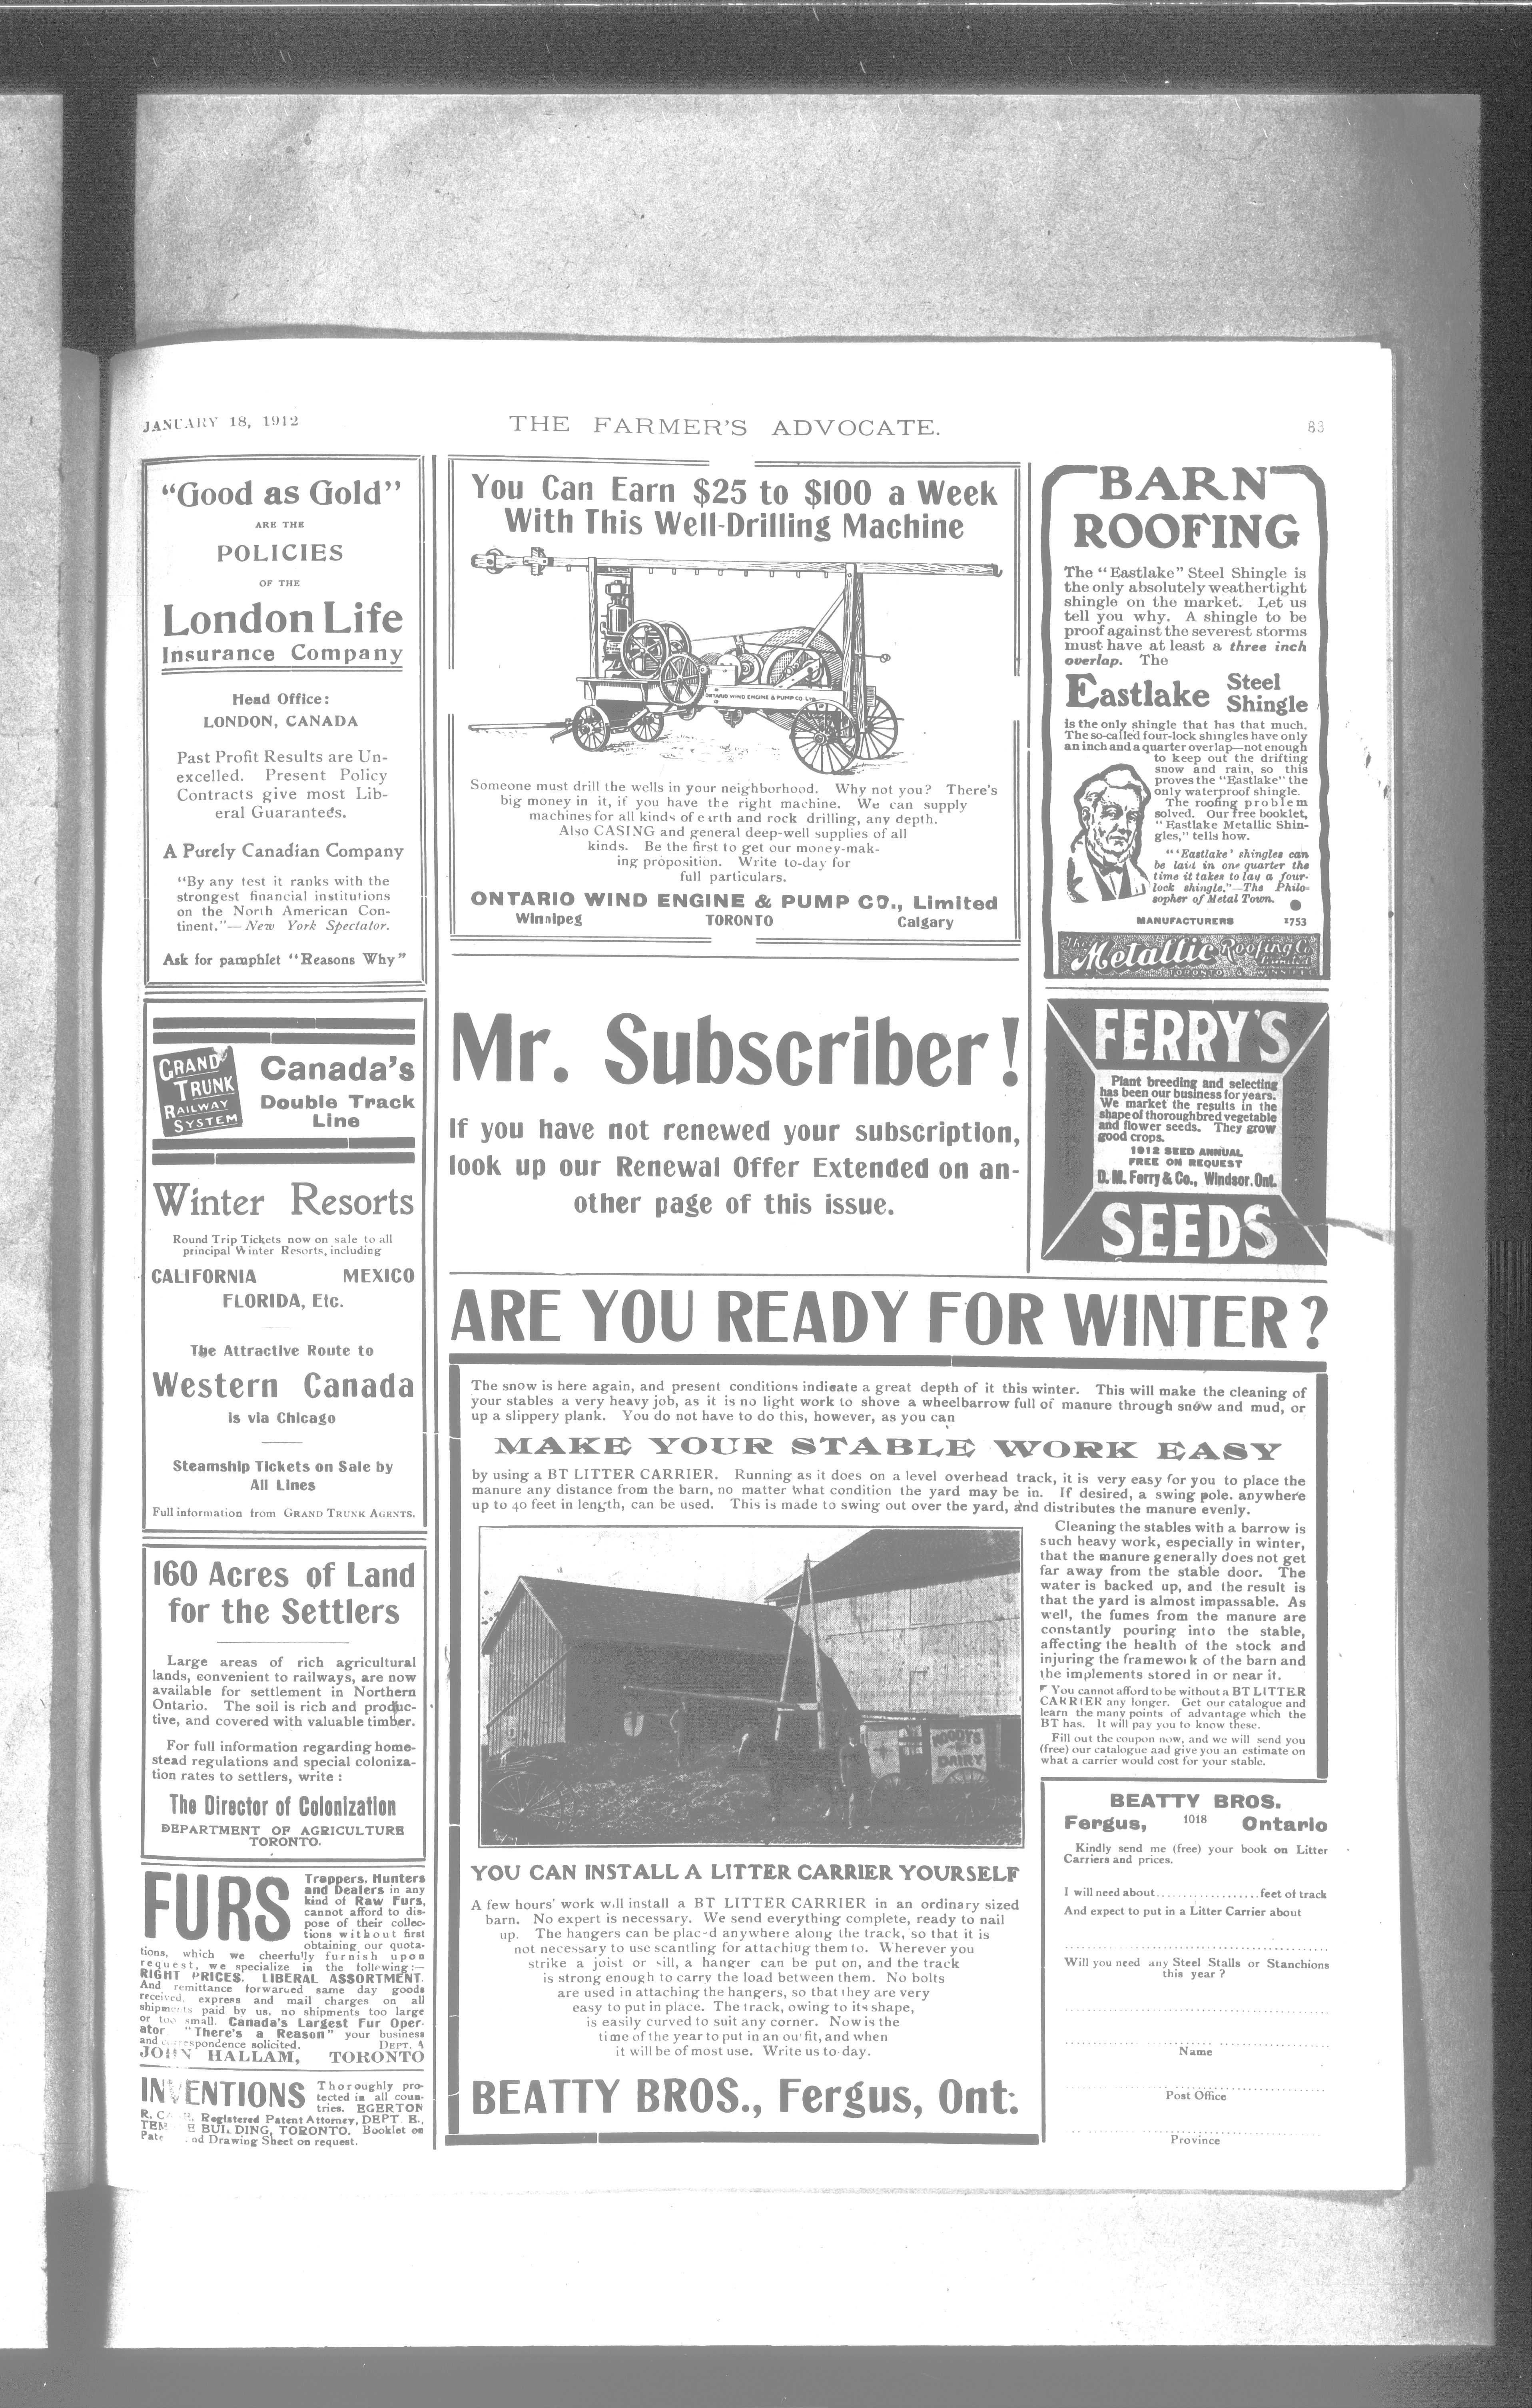 JANUARY 18, 1912
THE FARMER'S ADVOCATE.
83
"Good as Gold"
ARE THE
POLICIES
OF THE
London Life
Insurance Company
Head Office:
LONDON, CANADA
Past Profit Results are Un-
excelled. Present Policy
Contracts give most Lib-
eral Guarantees.
A Purely Canadian Company
"By any test it ranks with the
strongest financial institutions
on the North American Con-
tinent."—New York Spectator.
Ask for pamphlet "Reasons Why"
GRAND
TRUNK
RAILWAY
SYSTEM
Canada's
Double Track
Line
Winter Resorts
Round Trip Tickets now on sale to all
principal Winter Resorts, including
CALIFORNIA MEXICO
FLORIDA, Etc.
The Attractive Route to
Western Canada
is via Chicago
Steamship Tickets on Sale by
All Lines
Full information from GRAND TRUNK AGENTS.
160 Acres of Land
for the Settlers
Large areas of rich agricultural
lands, convenient to railways, are now
available for settlement in Northern
Ontario. The soil is rich and produc-
tive, and covered with valuable timber.
For full information regarding home-
stead regulations and special coloniza-
tion rates to settlers, write :
The Director of Colonization
DEPARTMENT OF AGRICULTURE
TORONTO.
FURS
Trappers, Hunters
and Dealers in any
kind of Raw Furs,
cannot afford to dis-
pose of their collec-
tions without first
obtaining our quota-
tions, which we cheerfully furnish upon
request, we specialize in the following :—
RIGHT PRICES. LIBERAL ASSORTMENT.
And remittance forwarded same day goods
received. express and mail charges on all
shipments paid by us, no shipments too large
or too small. Canada's Largest Fur Oper-
ator "There's a Reason" your business
and correspondence solicited. DEPT. A
JOHN HALLAM, TORONTO
INVENTIONS
Thoroughly pro-
tected in all coun-
tries. EGERTON
R. Registered Patent Attorney, DEPT. E.,
BUILDING, TORONTO. Booklet on
Drawing Sheet on request.
You Can Earn $25 to $100 a Week
With This Well-Drilling Machine
ONTARIO WIND ENGINE & PUMP CO. LTD.
Someone must drill the wells in your neighborhood. Why not you? There's
big money in it, if you have the right machine. We can supply
machines for all kinds of earth and rock drilling, any depth.
Also CASING and general deep-well supplies of all
kinds. Be the first to get our money-mak-
ing proposition. Write to-day for
full particulars.
ONTARIO WIND ENGINE & PUMP CO., Limited
Winnipeg TORONTO Calgary
Mr. Subscriber!
If you have not renewed your subscription,
look up our Renewal Offer Extended on an-
other page of this issue.
BARN
ROOFING
The "Eastlake" Steel Shingle is
the only absolutely weathertight
shingle on the market. Let us
tell you why. A shingle to be
proof against the severest storms
must have at least a three inch
overlap. The
Eastlake Steel
Shingle
is the only shingle that has that much.
The so-called four-lock shingles have only
an inch and a quarter overlap—not enough
to keep out the drifting
snow and rain, so this
proves the "Eastlake" the
only waterproof shingle.
The roofing problem
solved. Our free booklet,
"Eastlake Metallic Shin-
gles," tells how.
"'Eastlake' shingles can
be laid in one quarter the
time it takes to lay a four-
lock shingle."—The Philo-
sopher of Metal Town.
MANUFACTURERS 1753
The Metallic Roofing Co
Limited
TORONTO & WINNIPEG
FERRY'S
Plant breeding and selecting
has been our business for years.
We market the results in the
shape of thoroughbred vegetable
and flower seeds. They grow
good crops.
1912 SEED ANNUAL
FREE ON REQUEST
D. M. Ferry & Co., Windsor, Ont.
SEEDS
ARE YOU READY FOR WINTER?
The snow is here again, and present conditions indicate a great depth of it this winter. This will make the cleaning of
your stables a very heavy job, as it is no light work to shove a wheelbarrow full of manure through snow and mud, or
up a slippery plank. You do not have to do this, however, as you can
MAKE YOUR STABLE WORK EASY
by using a BT LITTER CARRIER. Running as it does on a level overhead track, it is very easy for you to place the
manure any distance from the barn, no matter what condition the yard may be in. If desired, a swing pole, anywhere
up to 40 feet in length, can be used. This is made to swing out over the yard, and distributes the manure evenly.
ROOTS
DAIRY
Cleaning the stables with a barrow is
such heavy work, especially in winter,
that the manure generally does not get
far away from the stable door. The
water is backed up, and the result is
that the yard is almost impassable. As
well, the fumes from the manure are
constantly pouring into the stable,
affecting the health of the stock and
injuring the framework of the barn and
the implements stored in or near it.
You cannot afford to be without a BT LITTER
CARRIER any longer. Get our catalogue and
learn the many points of advantage which the
BT has. It will pay you to know these.
Fill out the coupon now, and we will send you
(free) our catalogue aad give you an estimate on
what a carrier would cost for your stable.
YOU CAN INSTALL A LITTER CARRIER YOURSELF
A few hours' work will install a BT LITTER CARRIER in an ordinary sized
barn. No expert is necessary. We send everything complete, ready to nail
up. The hangers can be plac-d anywhere along the track, so that it is
not necessary to use scantling for attaching them to. Wherever you
strike a joist or sill, a hanger can be put on, and the track
is strong enough to carry the load between them. No bolts
are used in attaching the hangers, so that they are very
easy to put in place. The track, owing to its shape,
is easily curved to suit any corner. Now is the
time of the year to put in an outfit, and when
it will be of most use. Write us to-day.
BEATTY BROS., Fergus, Ont.
BEATTY BROS.
Fergus, 1018 Ontario
Kindly send me (free) your book on Litter
Carriers and prices.
I will need about..................feet of track
And expect to put in a Litter Carrier about
Will you need any Steel Stalls or Stanchions
this year ?
Name
Post Office
Province